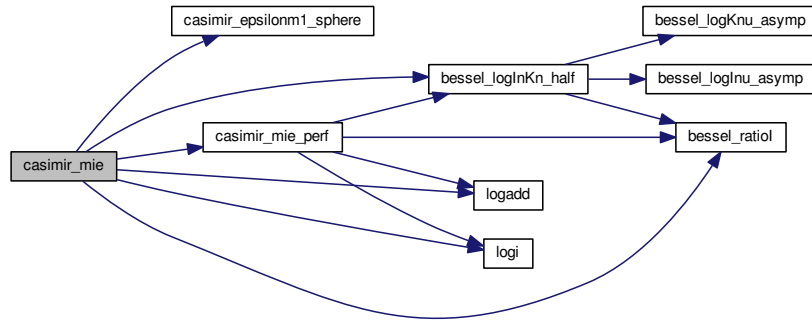 casimir_epsilonm1_sphere
bessel_logKnu_asymp
bessel_logInKn_half
bessel_logInu_asymp
casimir_mie_perf
bessel_ratioI
casimir_mie
logadd
logi